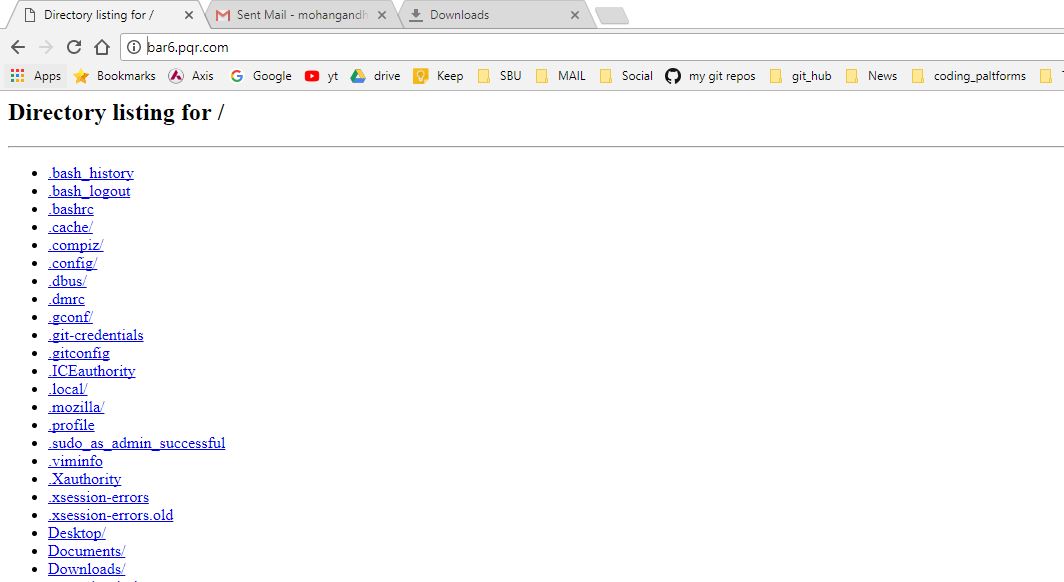 Directory listing for /
Sent Mail - mohangandh
Downloads
bar6.pqr.com
Apps Bookmarks Axis Google yt drive Keep SBU MAIL Social my git repos git_hub News coding_paltforms
Directory listing for /
.bash_history
.bash_logout
.bashrc
.cache/
.compiz/
.config/
.dbus/
.dmrc
.gconf/
.git-credentials
.gitconfig
.ICEauthority
.local/
.mozilla/
.profile
.sudo_as_admin_successful
.viminfo
.Xauthority
.xsession-errors
.xsession-errors.old
Desktop/
Documents/
Downloads/